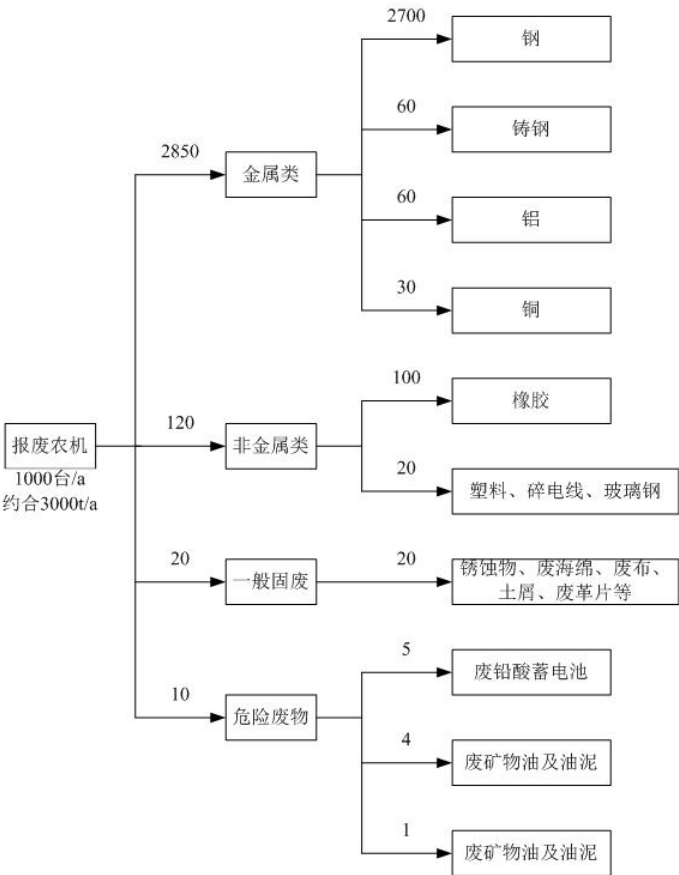 2700
钢
60
铸钢
2850
金属类
60
铝
30
铜
100
橡胶
报废农机
1000台/a
约合3000t/a
120
非金属类
20
塑料、碎电线、玻璃钢
20
一般固废
20
锈蚀物、废海绵、废布、
土屑、废革片等
5
废铅酸蓄电池
10
危险废物
4
废矿物油及油泥
1
废矿物油及油泥